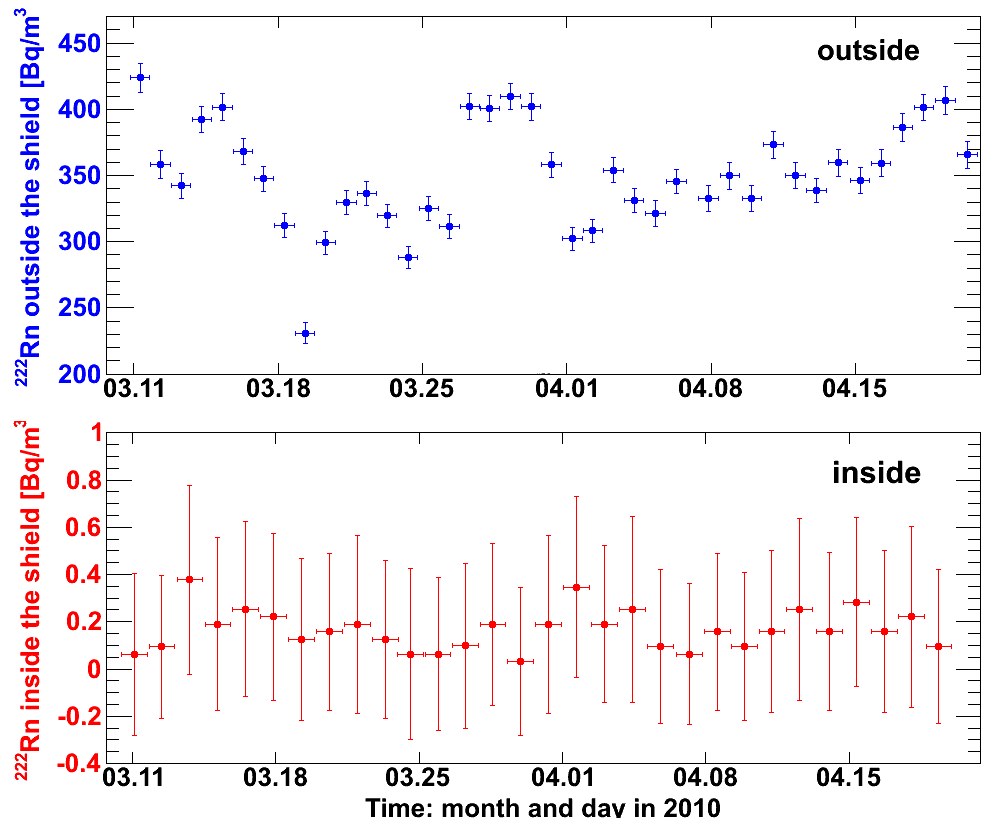 ²²²Rn outside the shield [Bq/m³
outside
450
400
350
300
250
200
03.11 03.18 03.25 04.01 04.08 04.15
²²²Rn inside the shield [Bq/m³
inside
1
0.8
0.6
0.4
0.2
0
-0.2
-0.4
03.11 03.18 03.25 04.01 04.08 04.15
Time: month and day in 2010